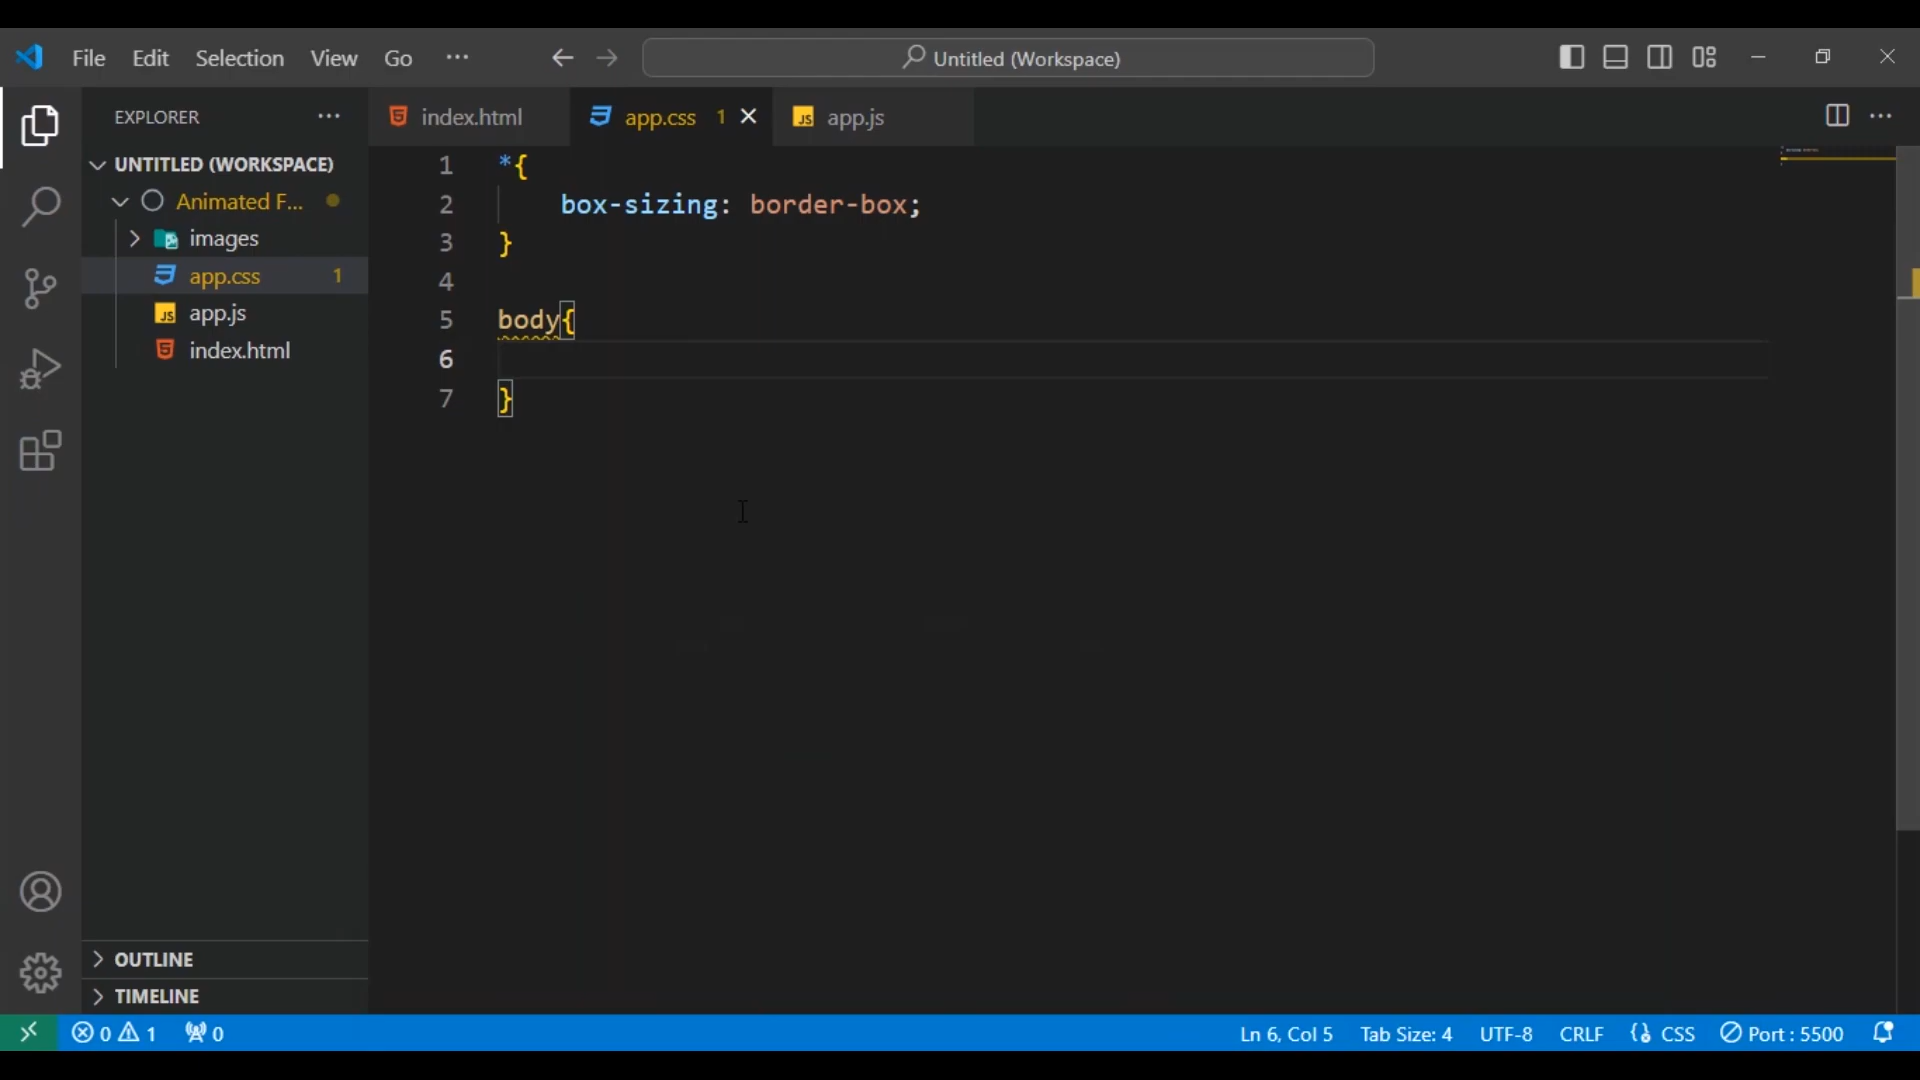 File Edit Selection View Go ··· Untitled (Workspace)
EXPLORER ···
UNTITLED (WORKSPACE)
Animated F...
images
app.css 1
app.js
index.html
OUTLINE
TIMELINE
index.html app.css 1 app.js ···
1 *{
2 box-sizing: border-box;
3 }
4
5 body{
6
7 }
0 1 0 Ln 6, Col 5 Tab Size: 4 UTF-8 CRLF CSS Port : 5500